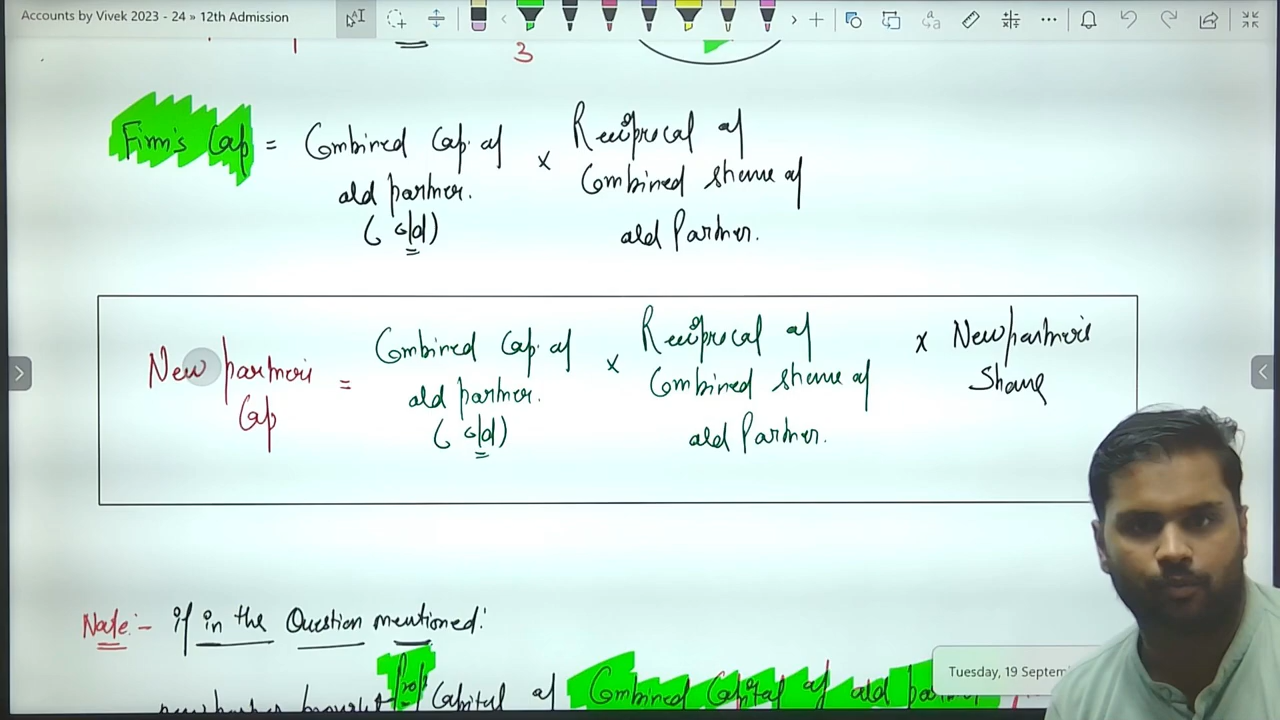 Accounts by Vivek 2023 - 24 » 12th Admission
3
Firm's Cap = Combined Cap. of old partner. (old) × Reciprocal of Combined share of old Partner.
New partner's Cap = Combined Cap. of old partner. (old) × Reciprocal of Combined share of old Partner. × New partner's Share
Note:- if in the Question mentioned:
Capital of Combined Capital of old
Tuesday, 19 Septem